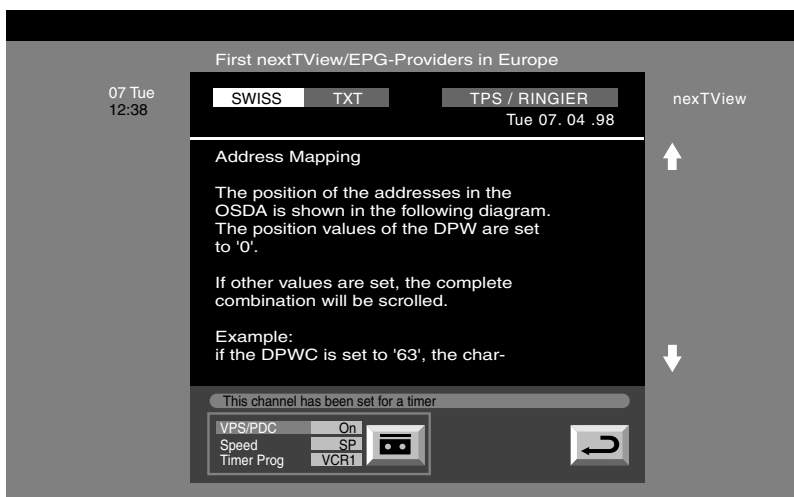 First nextTView/EPG-Providers in Europe
07 Tue
12:38
SWISS TXT TPS / RINGIER
nexTView
Tue 07. 04 .98
Address Mapping
The position of the addresses in the
OSDA is shown in the following diagram.
The position values of the DPW are set
to '0'.
If other values are set, the complete
combination will be scrolled.
Example:
if the DPWC is set to '63', the char-
This channel has been set for a timer
VPS/PDC On
Speed SP
Timer Prog VCR1